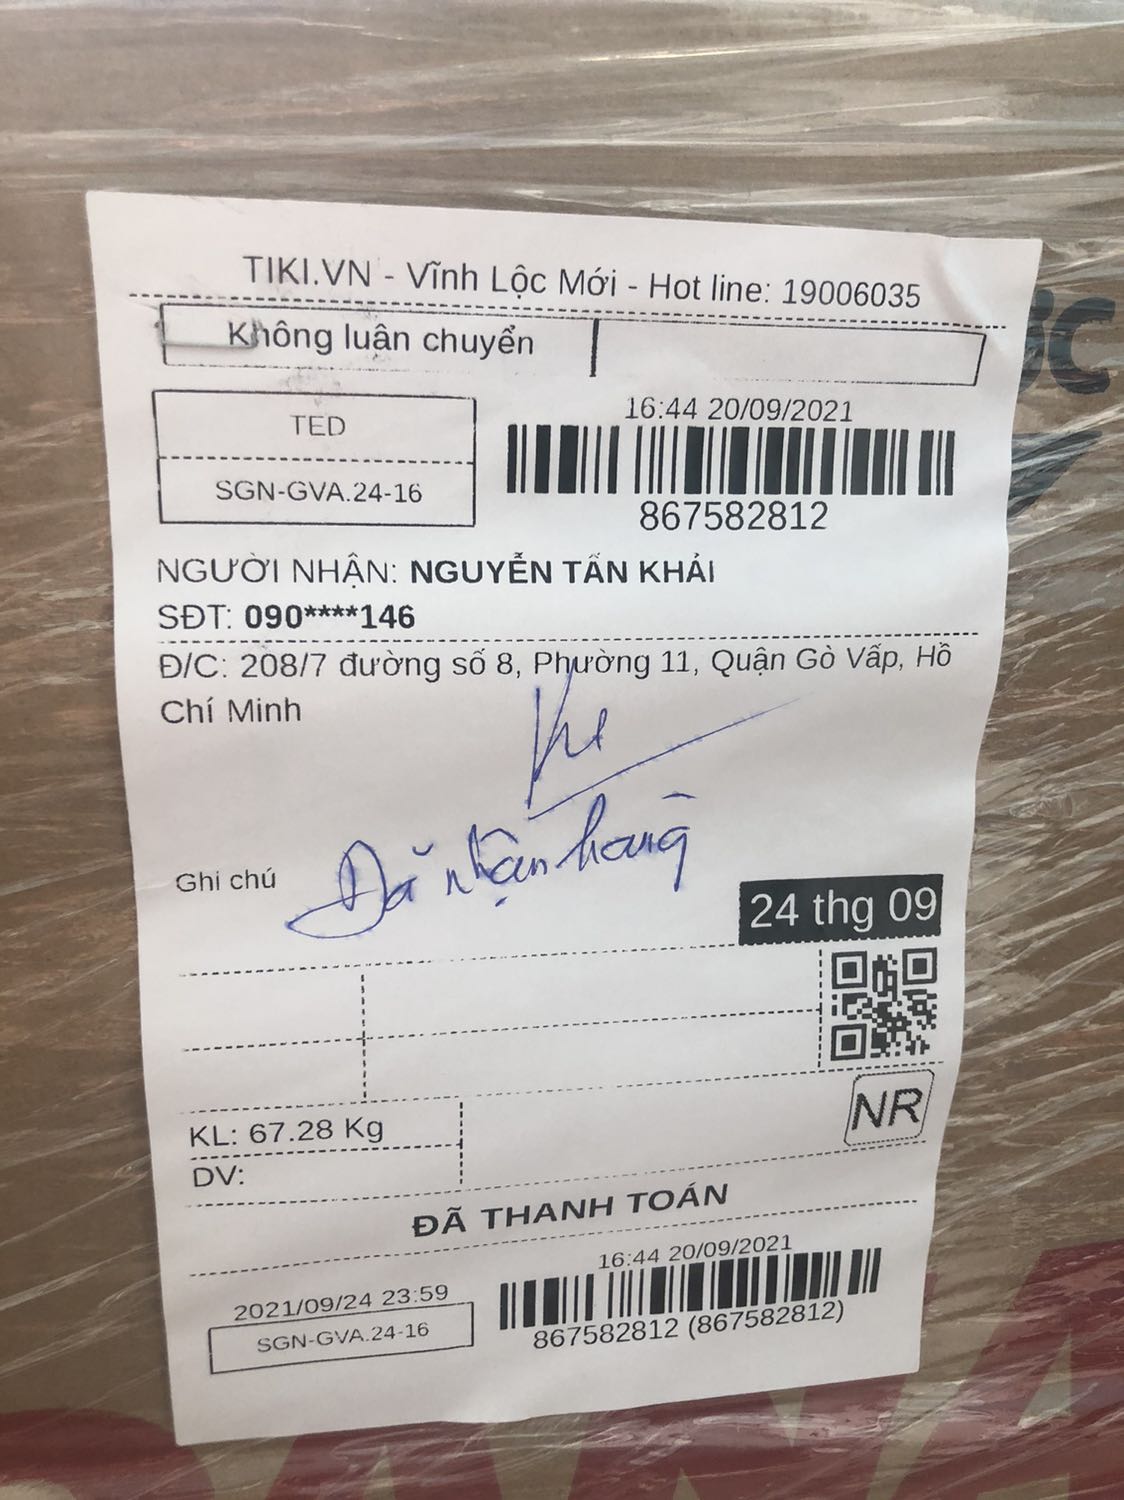 TIKI.VN - Vĩnh Lộc Mới - Hot line: 19006035
Không luân chuyển
TED
SGN-GVA.24-16
16:44 20/09/2021
867582812
NGƯỜI NHẬN: NGUYỄN TẤN KHẢI
SĐT: 090****146
Đ/C: 208/7 đường số 8, Phường 11, Quận Gò Vấp, Hồ
Chí Minh
Ghi chú
Đã nhận hàng
24 thg 09
NR
KL: 67.28 Kg
DV:
ĐÃ THANH TOÁN
2021/09/24 23:59
SGN-GVA.24-16
16:44 20/09/2021
867582812 (867582812)